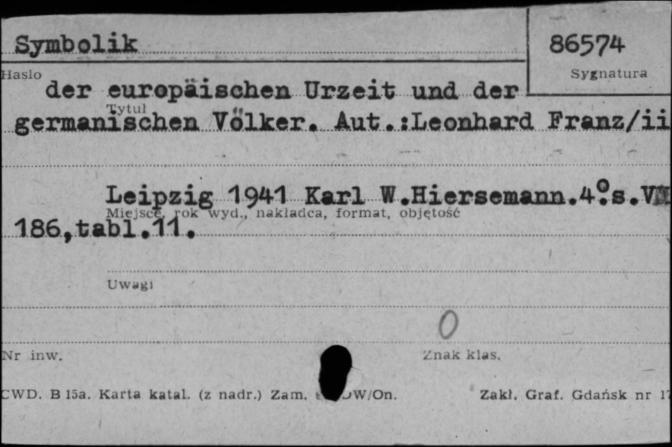 Symbolik
86574
Hasło
Sygnatura
der europäischen Urzeit und der
Tytuł
germanischen Völker. Aut.:Leonhard Franz/ii
Leipzig 1941 Karl W.Hiersemann.4°.s.
Miejsce, rok wyd., nakładca, format, objętość
186,tabl.11.
Uwagi
0
Nr inw.
Znak klas.
CWD. B 15a. Karta katal. (z nadr.) Zam. OW/On.
Zakł. Graf. Gdańsk nr